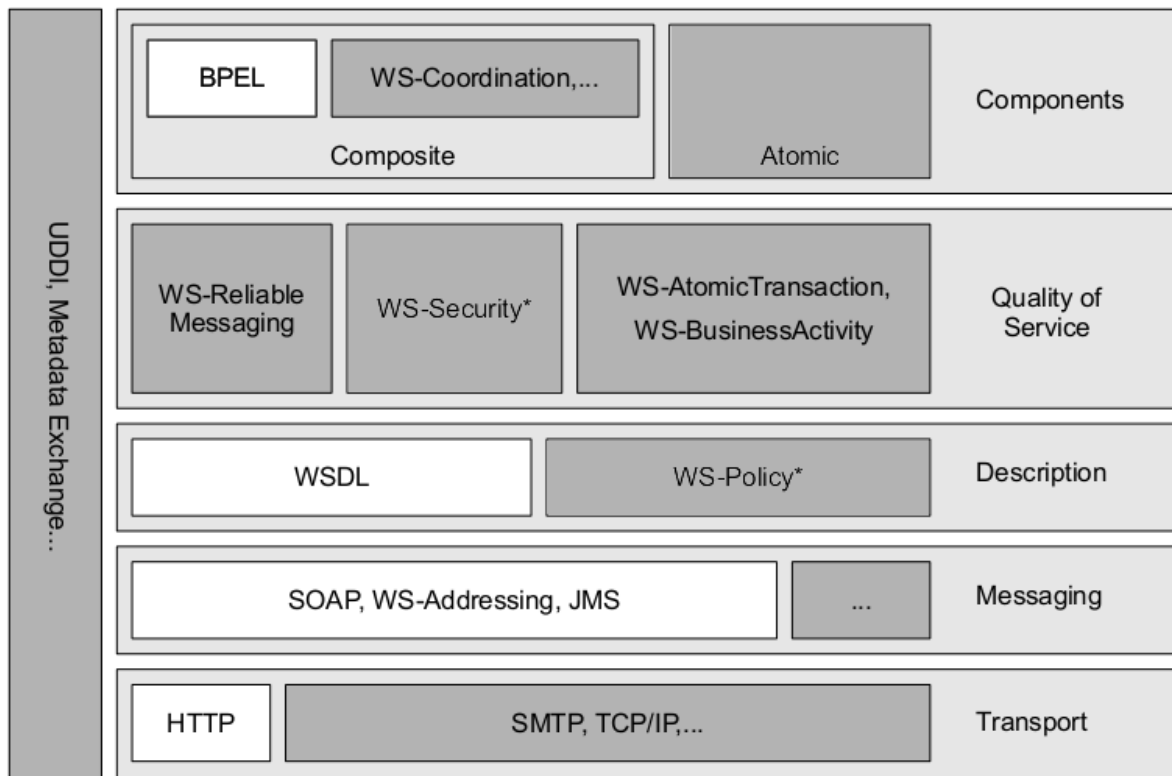 UDDI, Metadata Exchange...
BPEL
WS-Coordination,...
Composite
Atomic
Components
WS-Reliable
Messaging
WS-Security*
WS-AtomicTransaction,
WS-BusinessActivity
Quality of
Service
WSDL
WS-Policy*
Description
SOAP, WS-Addressing, JMS
...
Messaging
HTTP
SMTP, TCP/IP,...
Transport